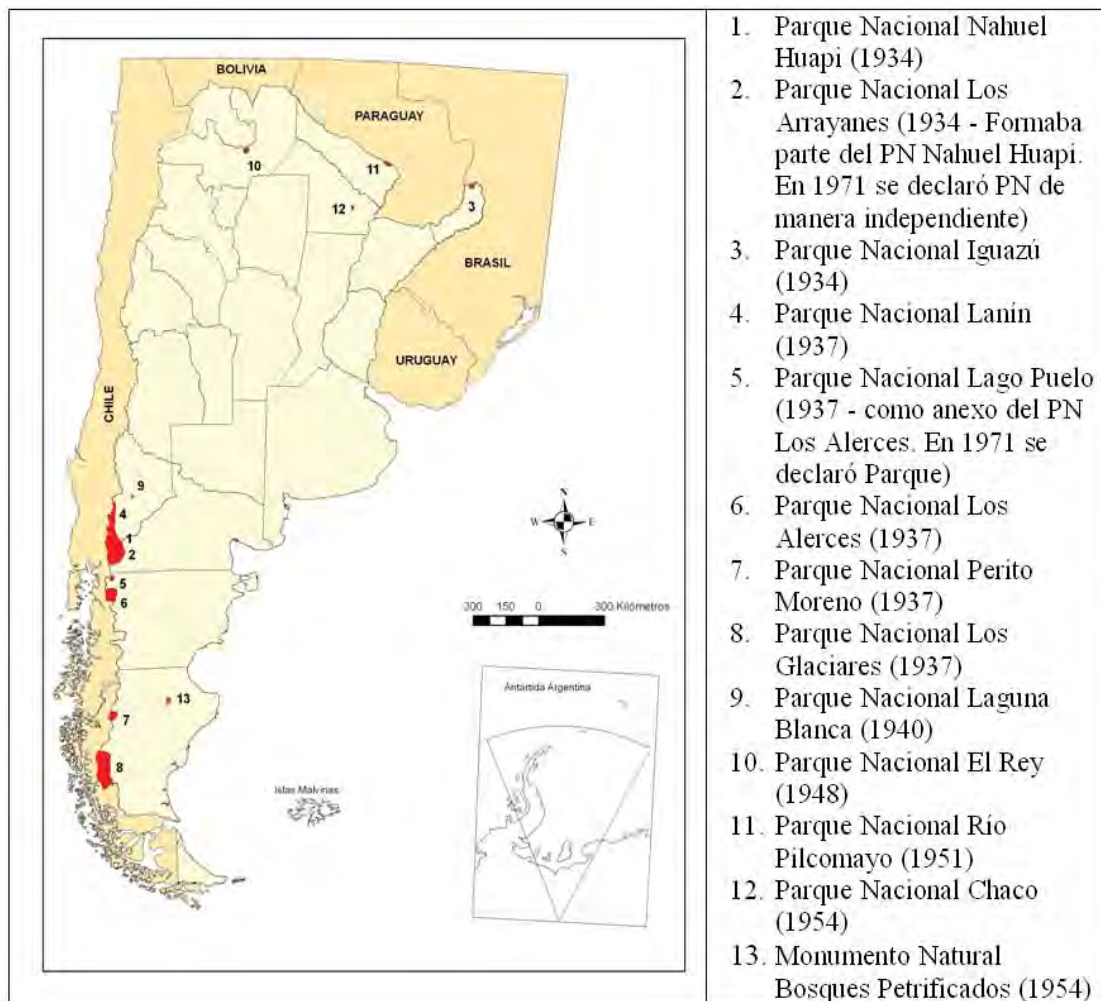 BOLIVIA
PARAGUAY
10
11
12
3
BRASIL
URUGUAY
CHILE
9
4
1
2
5
6
13
7
8
N
W E
S
300 150 0 300 Kilómetros
Antártida Argentina
Islas Malvinas
1. Parque Nacional Nahuel
Huapi (1934)
2. Parque Nacional Los
Arrayanes (1934 - Formaba
parte del PN Nahuel Huapi.
En 1971 se declaró PN de
manera independiente)
3. Parque Nacional Iguazú
(1934)
4. Parque Nacional Lanín
(1937)
5. Parque Nacional Lago Puelo
(1937 - como anexo del PN
Los Alerces. En 1971 se
declaró Parque)
6. Parque Nacional Los
Alerces (1937)
7. Parque Nacional Perito
Moreno (1937)
8. Parque Nacional Los
Glaciares (1937)
9. Parque Nacional Laguna
Blanca (1940)
10. Parque Nacional El Rey
(1948)
11. Parque Nacional Río
Pilcomayo (1951)
12. Parque Nacional Chaco
(1954)
13. Monumento Natural
Bosques Petrificados (1954)